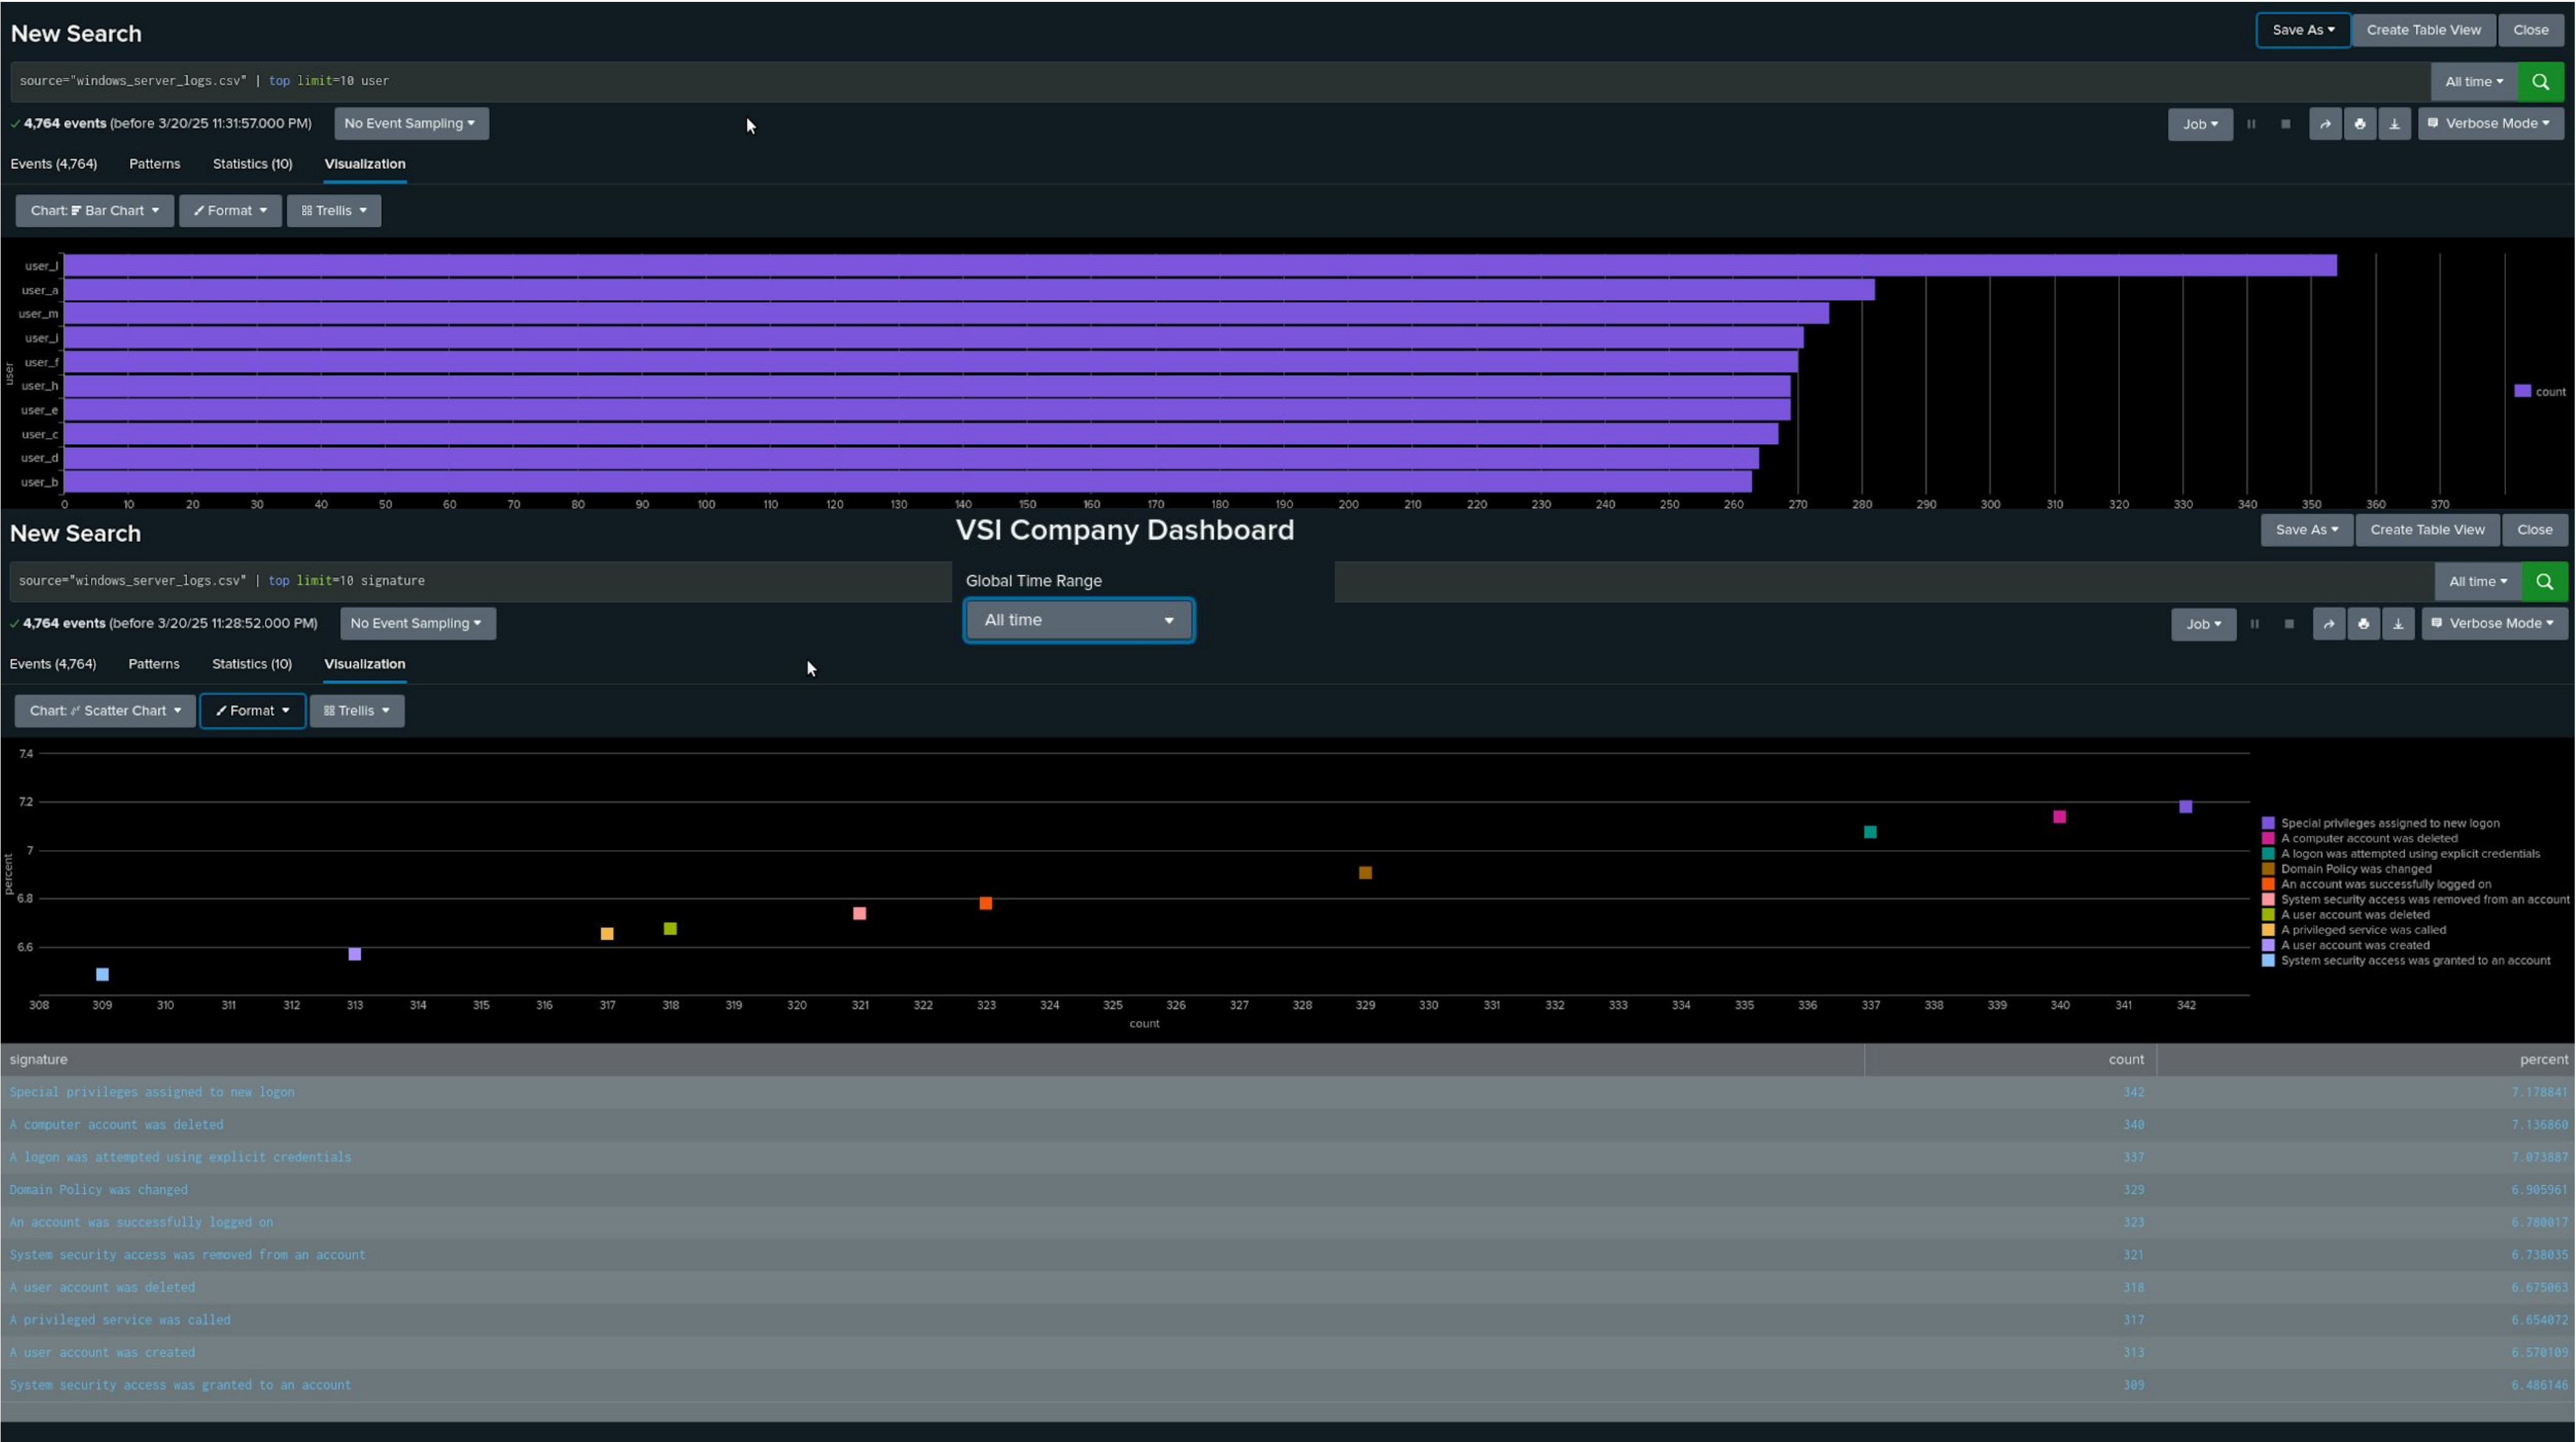 New Search
Save As Create Table View Close
source="windows_server_logs.csv" | top limit=10 user
All time
4,764 events (before 3/20/25 11:31:57.000 PM) No Event Sampling
Job Verbose Mode
Events (4,764) Patterns Statistics (10) Visualization
Chart: Bar Chart Format Trellis
user
user_a
user_m
user_f
user_h
user_e
user_c
user_d
user_b
count
0 10 20 30 40 50 60 70 80 90 100 110 120 130 140 150 160 170 180 190 200 210 220 230 240 250 260 270 280 290 300 310 320 330 340 350 360 370
New Search
VSI Company Dashboard
Save As Create Table View Close
source="windows_server_logs.csv" | top limit=10 signature
Global Time Range
All time
All time
4,764 events (before 3/20/25 11:28:52.000 PM) No Event Sampling
Job Verbose Mode
Events (4,764) Patterns Statistics (10) Visualization
Chart: Scatter Chart Format Trellis
percent
7.4
7.2
7
6.8
6.6
Special privileges assigned to new logon
A computer account was deleted
A logon was attempted using explicit credentials
Domain Policy was changed
An account was successfully logged on
System security access was removed from an account
A user account was deleted
A privileged service was called
A user account was created
System security access was granted to an account
308 309 310 311 312 313 314 315 316 317 318 319 320 321 322 323 324 325 326 327 328 329 330 331 332 333 334 335 336 337 338 339 340 341 342
count
signature count percent
Special privileges assigned to new logon 342 7.178841
A computer account was deleted 340 7.136860
A logon was attempted using explicit credentials 337 7.073887
Domain Policy was changed 329 6.905961
An account was successfully logged on 323 6.780017
System security access was removed from an account 321 6.738035
A user account was deleted 318 6.675063
A privileged service was called 317 6.654072
A user account was created 313 6.570109
System security access was granted to an account 309 6.486146